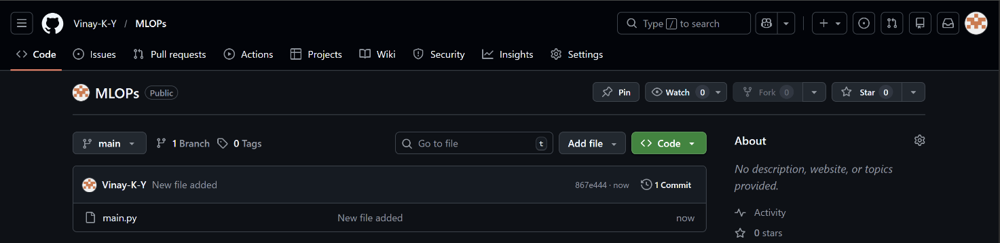 Vinay-K-Y / MLOPs Type / to search
Code Issues Pull requests Actions Projects Wiki Security Insights Settings
MLOPs Public Pin Watch 0 Fork 0 Star 0
main 1 Branch 0 Tags Go to file t Add file Code
About
No description, website, or topics
provided.
Vinay-K-Y New file added 867e444 · now 1 Commit
main.py New file added now
Activity
0 stars